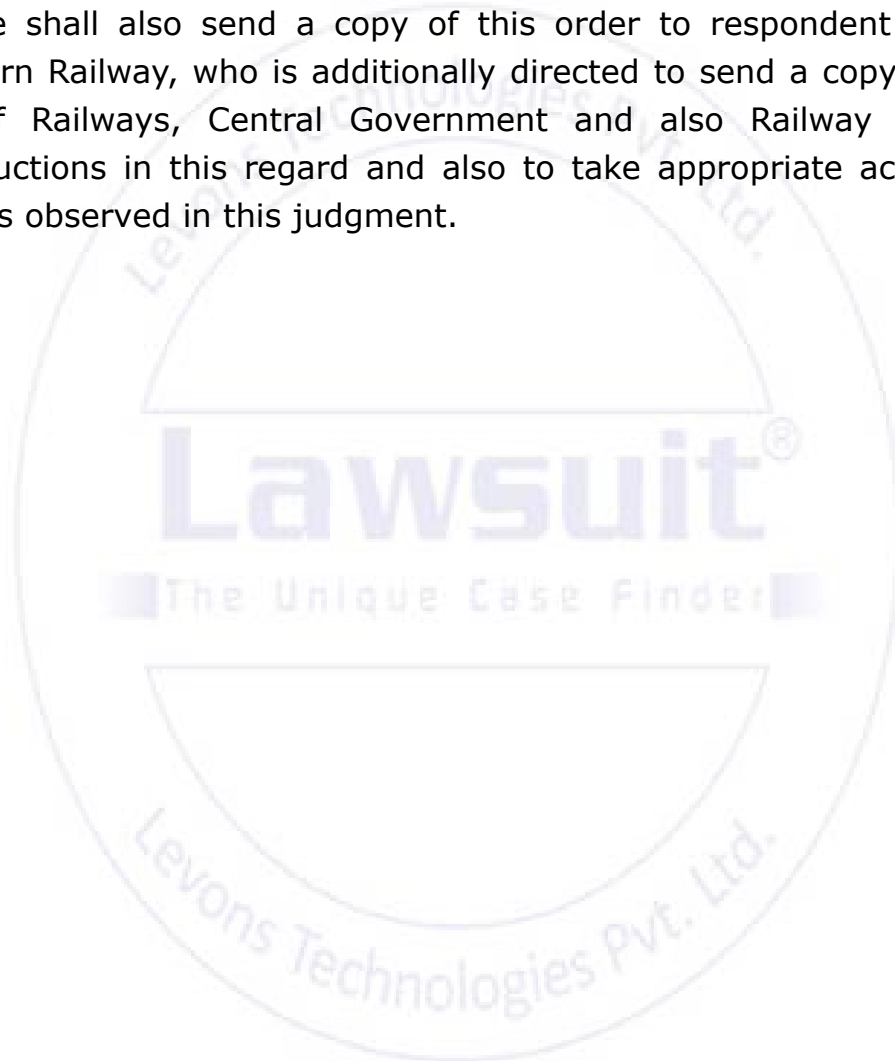 e shall also send a copy of this order to respondent
rn Railway, who is additionally directed to send a copy
f Railways, Central Government and also Railway
uctions in this regard and also to take appropriate ac
s observed in this judgment.
Levons Technologies Pvt. Ltd.
Lawsuit®
The Unique Case Finder
Levons Technologies Pvt. Ltd.